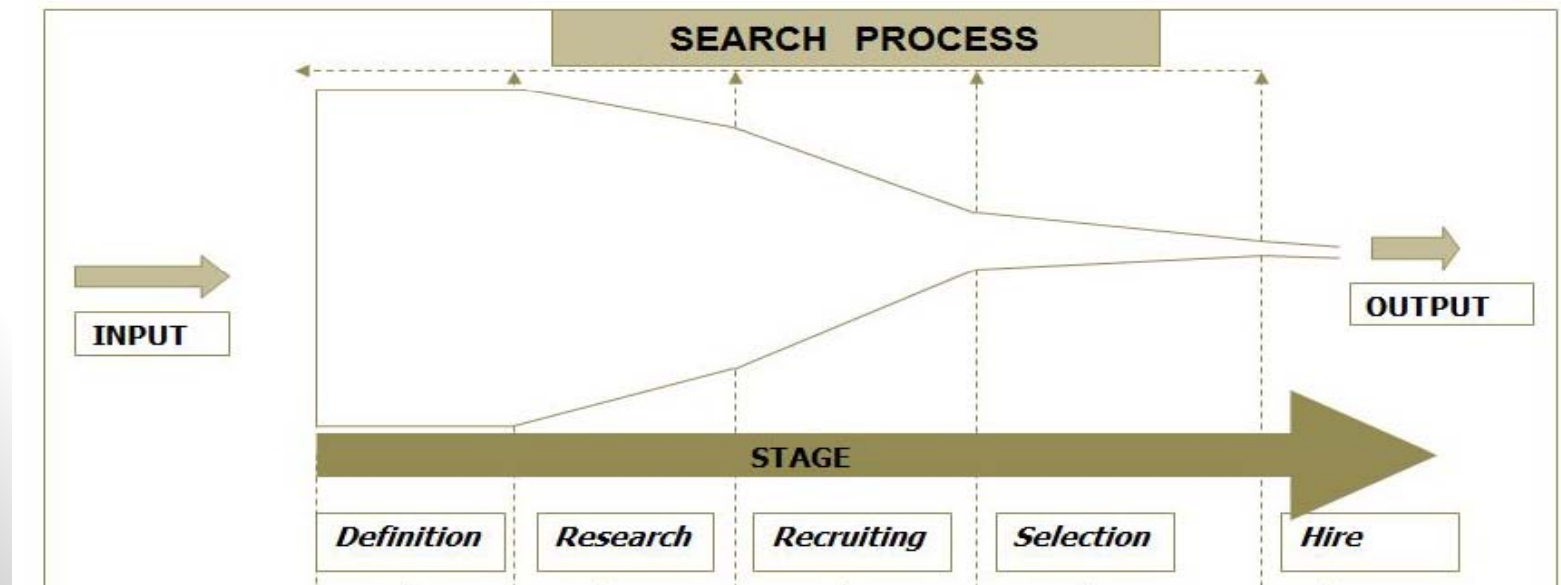 SEARCH PROCESS
INPUT
OUTPUT
STAGE
Definition
Research
Recruiting
Selection
Hire